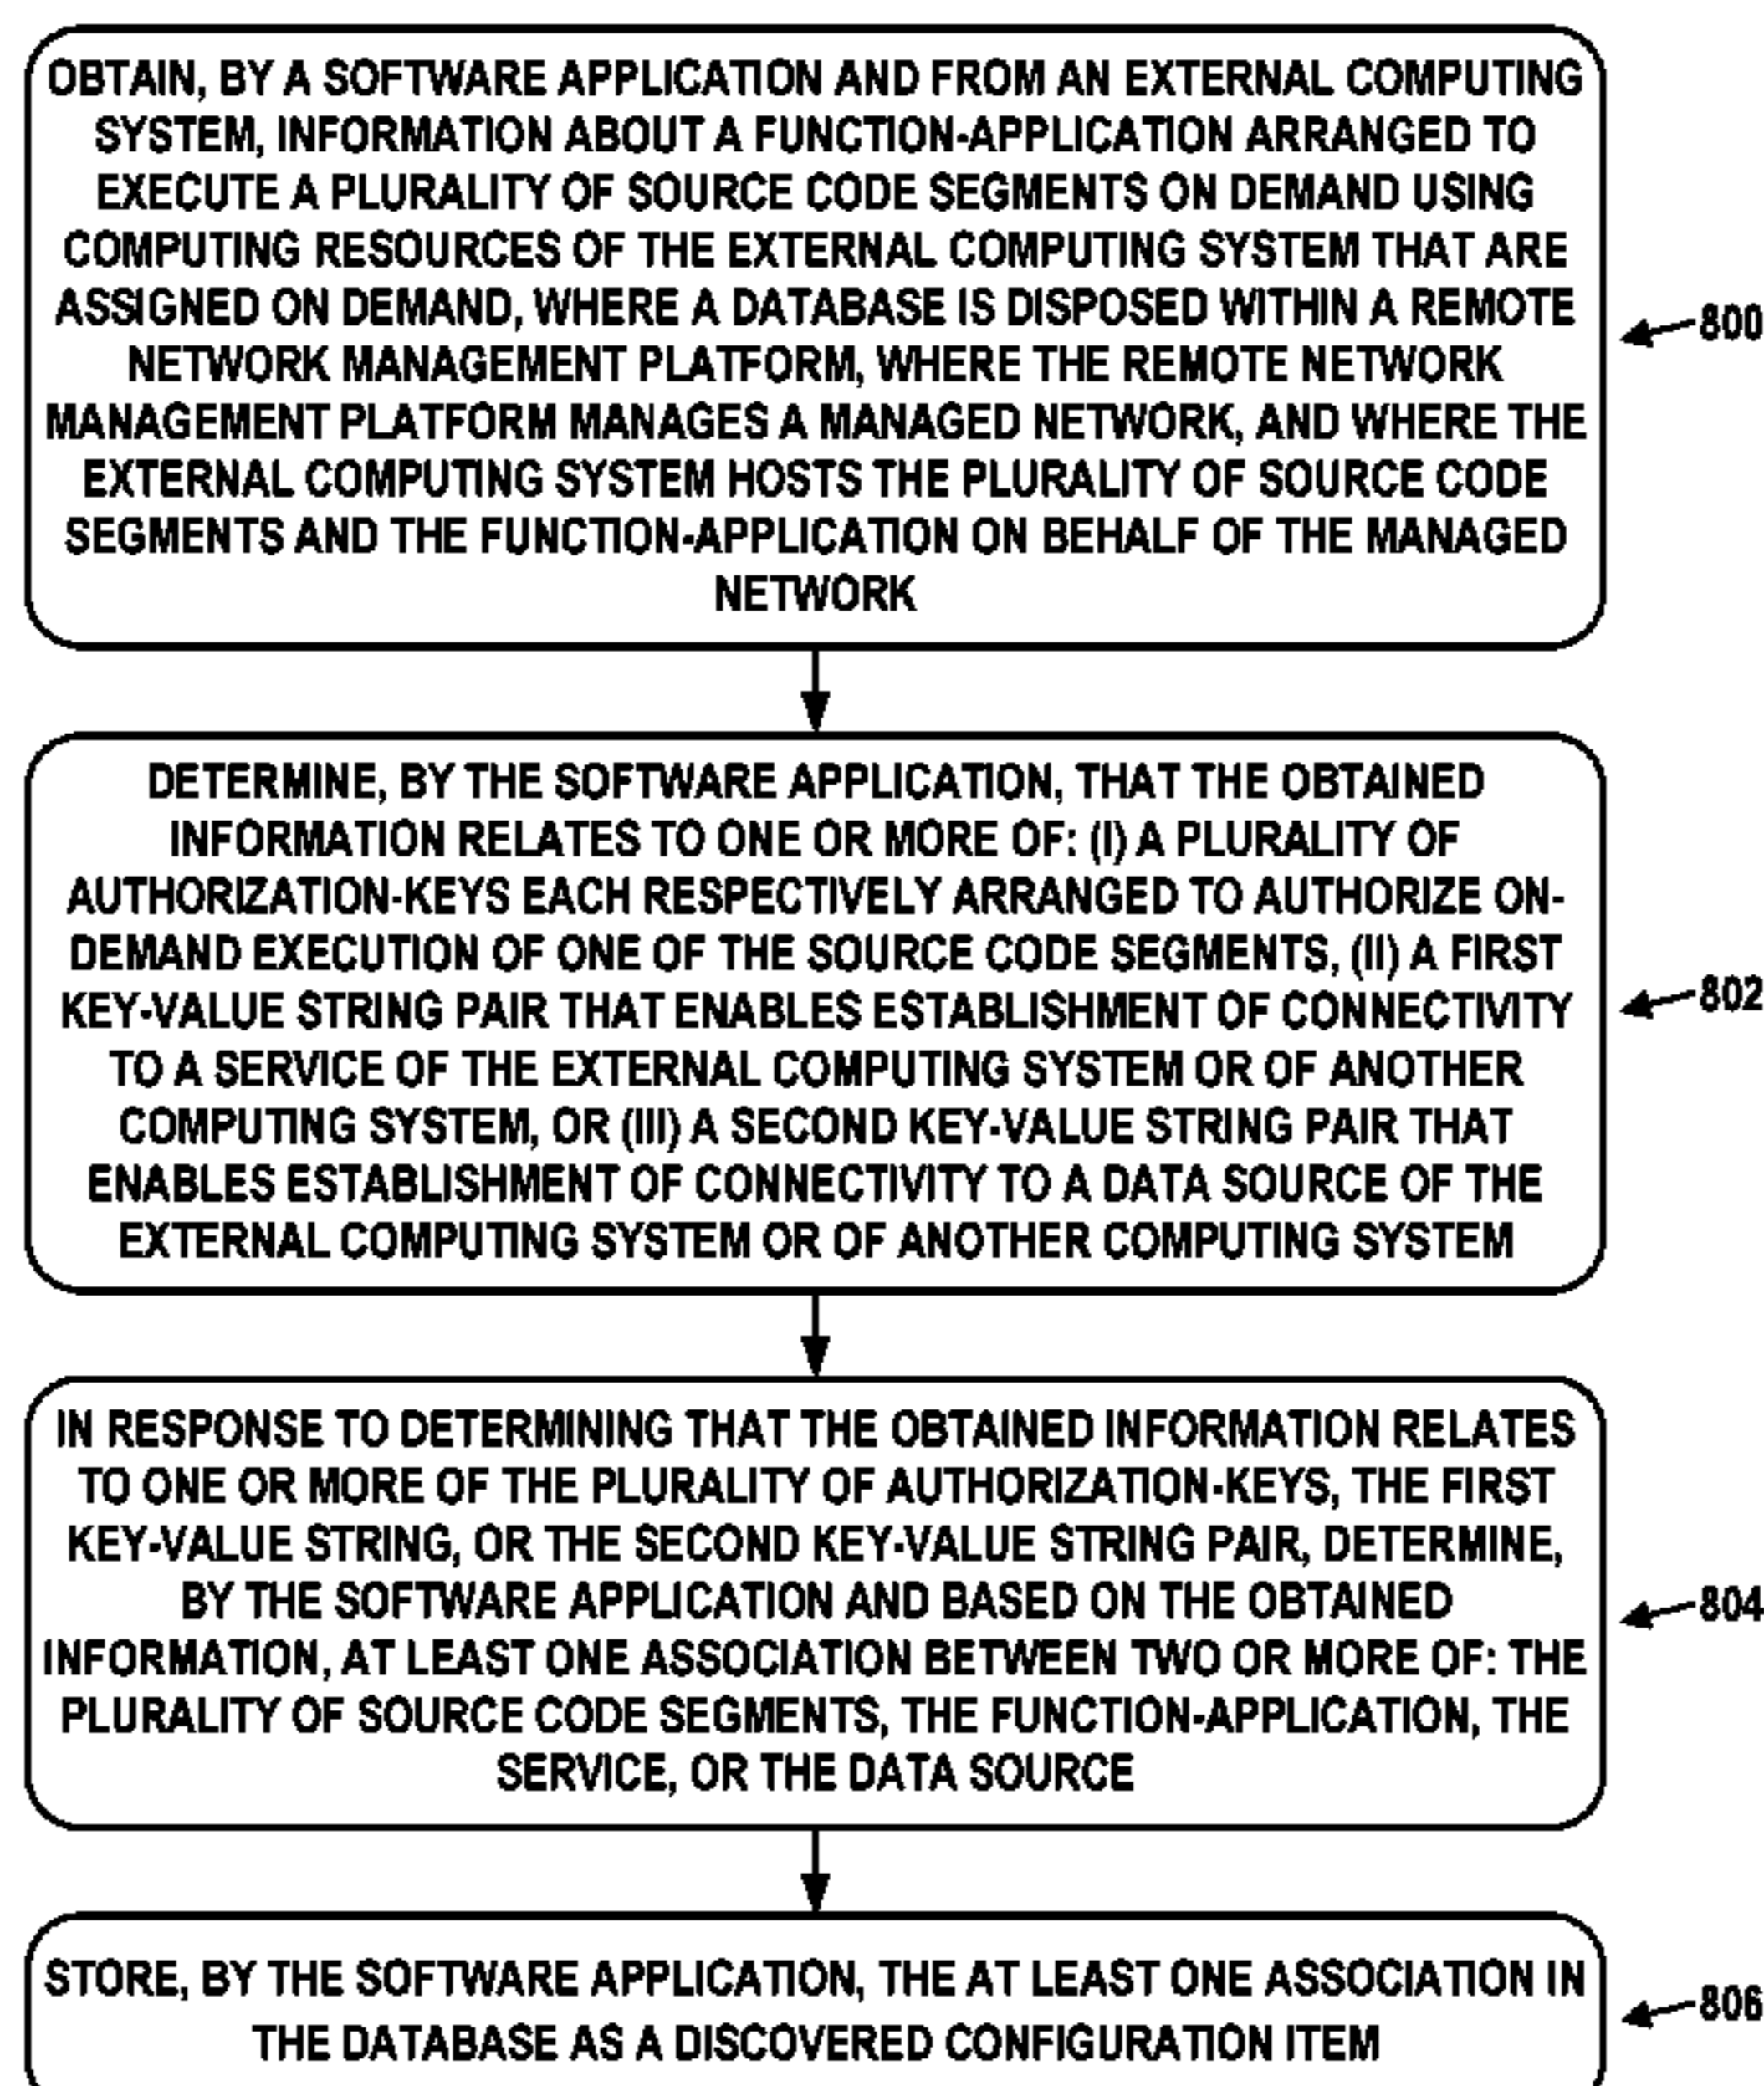 OBTAIN, BY A SOFTWARE APPLICATION AND FROM AN EXTERNAL COMPUTING
SYSTEM, INFORMATION ABOUT A FUNCTION-APPLICATION ARRANGED TO
EXECUTE A PLURALITY OF SOURCE CODE SEGMENTS ON DEMAND USING
COMPUTING RESOURCES OF THE EXTERNAL COMPUTING SYSTEM THAT ARE
ASSIGNED ON DEMAND, WHERE A DATABASE IS DISPOSED WITHIN A REMOTE
NETWORK MANAGEMENT PLATFORM, WHERE THE REMOTE NETWORK
MANAGEMENT PLATFORM MANAGES A MANAGED NETWORK, AND WHERE THE
EXTERNAL COMPUTING SYSTEM HOSTS THE PLURALITY OF SOURCE CODE
SEGMENTS AND THE FUNCTION-APPLICATION ON BEHALF OF THE MANAGED
NETWORK
800
DETERMINE, BY THE SOFTWARE APPLICATION, THAT THE OBTAINED
INFORMATION RELATES TO ONE OR MORE OF: (I) A PLURALITY OF
AUTHORIZATION-KEYS EACH RESPECTIVELY ARRANGED TO AUTHORIZE ON-
DEMAND EXECUTION OF ONE OF THE SOURCE CODE SEGMENTS, (II) A FIRST
KEY-VALUE STRING PAIR THAT ENABLES ESTABLISHMENT OF CONNECTIVITY
TO A SERVICE OF THE EXTERNAL COMPUTING SYSTEM OR OF ANOTHER
COMPUTING SYSTEM, OR (III) A SECOND KEY-VALUE STRING PAIR THAT
ENABLES ESTABLISHMENT OF CONNECTIVITY TO A DATA SOURCE OF THE
EXTERNAL COMPUTING SYSTEM OR OF ANOTHER COMPUTING SYSTEM
802
IN RESPONSE TO DETERMINING THAT THE OBTAINED INFORMATION RELATES
TO ONE OR MORE OF THE PLURALITY OF AUTHORIZATION-KEYS, THE FIRST
KEY-VALUE STRING, OR THE SECOND KEY-VALUE STRING PAIR, DETERMINE,
BY THE SOFTWARE APPLICATION AND BASED ON THE OBTAINED
INFORMATION, AT LEAST ONE ASSOCIATION BETWEEN TWO OR MORE OF: THE
PLURALITY OF SOURCE CODE SEGMENTS, THE FUNCTION-APPLICATION, THE
SERVICE, OR THE DATA SOURCE
804
STORE, BY THE SOFTWARE APPLICATION, THE AT LEAST ONE ASSOCIATION IN
THE DATABASE AS A DISCOVERED CONFIGURATION ITEM
806